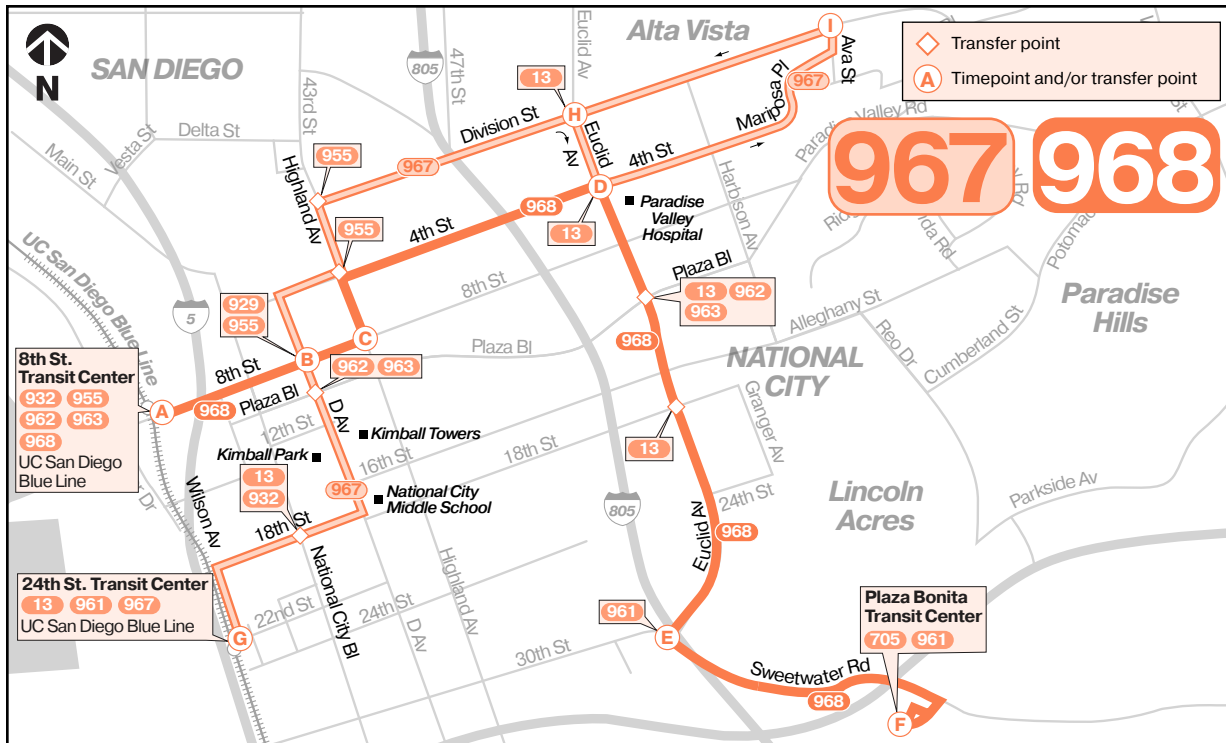 N
SAN DIEGO
Alta Vista
Paradise
Hills
NATIONAL
CITY
Lincoln
Acres
Transfer point
A
Timepoint and/or transfer point
967
968
805
47th St
Euclid Av
43rd St
Delta St
Vesta St
Main St
13
H
I
Ava St
Mariposa Pl
967
Division St
Euclid
Av
4th St
Paradise Valley Rd
Harbison Av
Potomac
Reo Dr
Cumberland St
Alleghany St
955
967
Highland Av
955
4th St
968
D
13
Paradise
Valley
Hospital
Plaza Bl
13 962
963
8th St
UC San Diego Blue Line
5
929
955
B
C
Plaza Bl
962 963
968
8th St.
Transit Center
932 955
962 963
968
UC San Diego
Blue Line
A
8th St
968
Plaza Bl
D Av
12th St
Kimball Towers
Kimball Park
16th St
18th St
Granger Av
24th St
13
13
932
967
National City
Middle School
Wilson Av
18th St
805
Euclid Av
968
Parkside Av
24th St. Transit Center
13 961 967
UC San Diego Blue Line
G
22nd St
24th St
National City Bl
D Av
Highland Av
30th St
961
E
Plaza Bonita
Transit Center
705 961
Sweetwater Rd
968
F